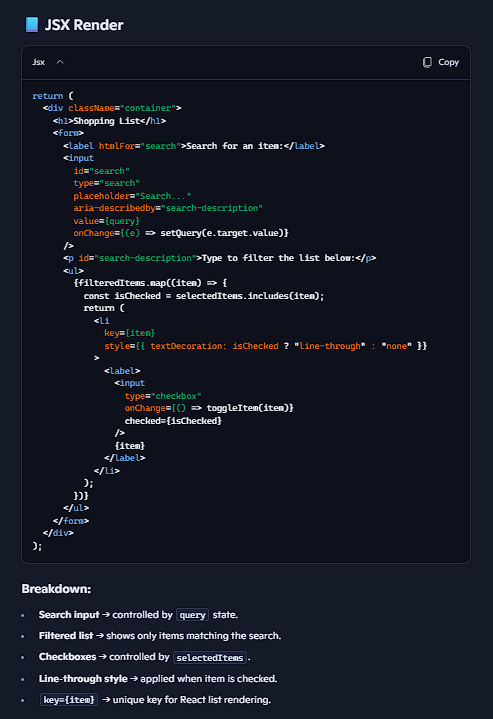 📘 JSX Render
Jsx
Copy
return (
  <div className="container">
    <h1>Shopping List</h1>
    <form>
      <label htmlFor="search">Search for an item:</label>
      <input
        id="search"
        type="search"
        placeholder="Search..."
        aria-describedby="search-description"
        value={query}
        onChange={(e) => setQuery(e.target.value)}
      />
      <p id="search-description">Type to filter the list below:</p>
      <ul>
        {filteredItems.map((item) => {
          const isChecked = selectedItems.includes(item);
          return (
            <li
              key={item}
              style={{ textDecoration: isChecked ? "line-through" : "none" }}
            >
              <label>
                <input
                  type="checkbox"
                  onChange={() => toggleItem(item)}
                  checked={isChecked}
                />
                {item}
              </label>
            </li>
          );
        })}
      </ul>
    </form>
  </div>
);
Breakdown:
• Search input → controlled by query state.
• Filtered list → shows only items matching the search.
• Checkboxes → controlled by selectedItems.
• Line-through style → applied when item is checked.
• key={item} → unique key for React list rendering.